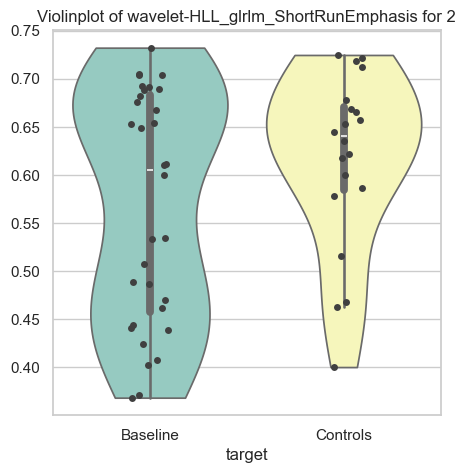 Violinplot of wavelet-HLL_glrlm_ShortRunEmphasis for 2
0.75
0.70
0.65
0.60
0.55
0.50
0.45
0.40
Baseline Controls
target